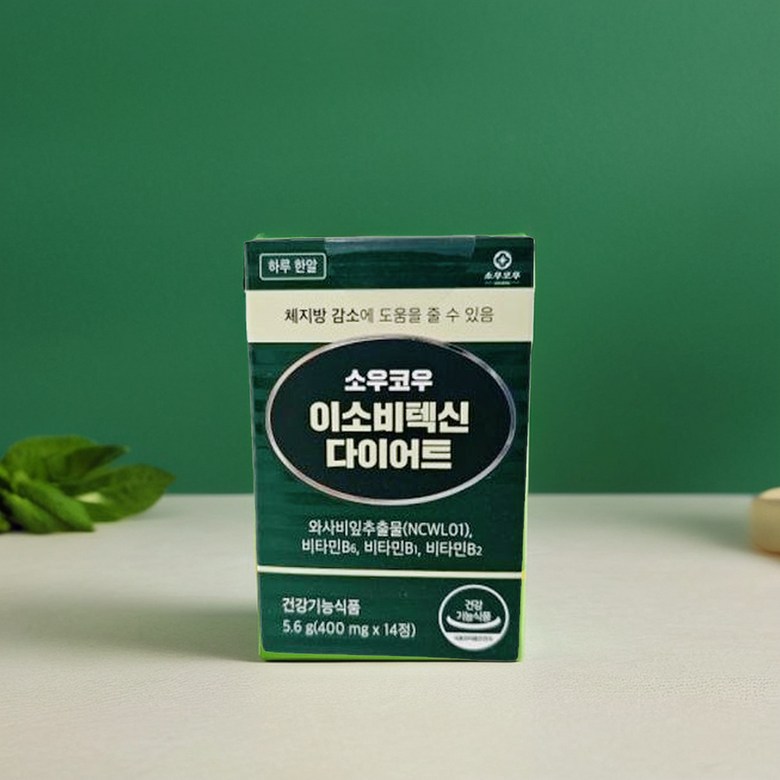 하루 한알
소우코우
체지방 감소에 도움을 줄 수 있음
소우코우
이소비텍신
다이어트
와사비잎추출물(NCWL01),
비타민B6, 비타민B1, 비타민B2
건강기능식품
5.6 g(400 mg x 14정)
건강
기능식품